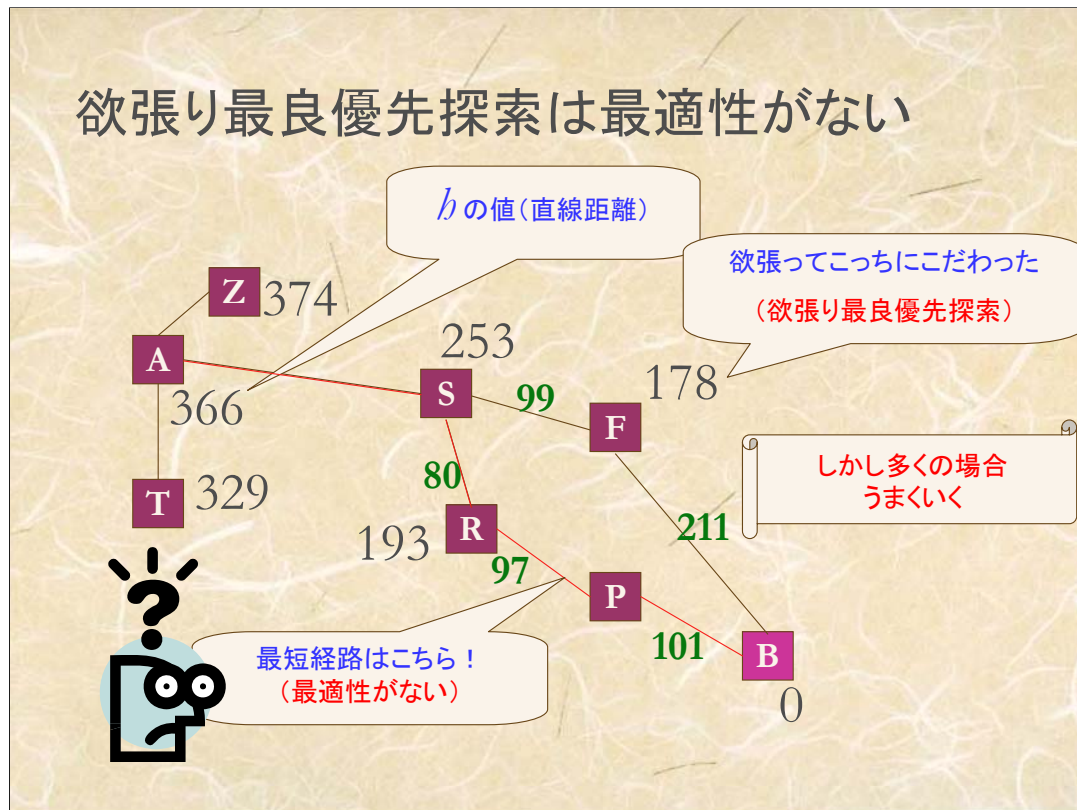 欲張り最良優先探索は最適性がない
hの値（直線距離）
欲張ってこっちにこだわった
（欲張り最良優先探索）
Z 374
A
366
253
S
99
178
F
しかし多くの場合
うまくいく
T 329
80
R
193
97
211
P
101
B
0
?
最短経路はこちら！
（最適性がない）